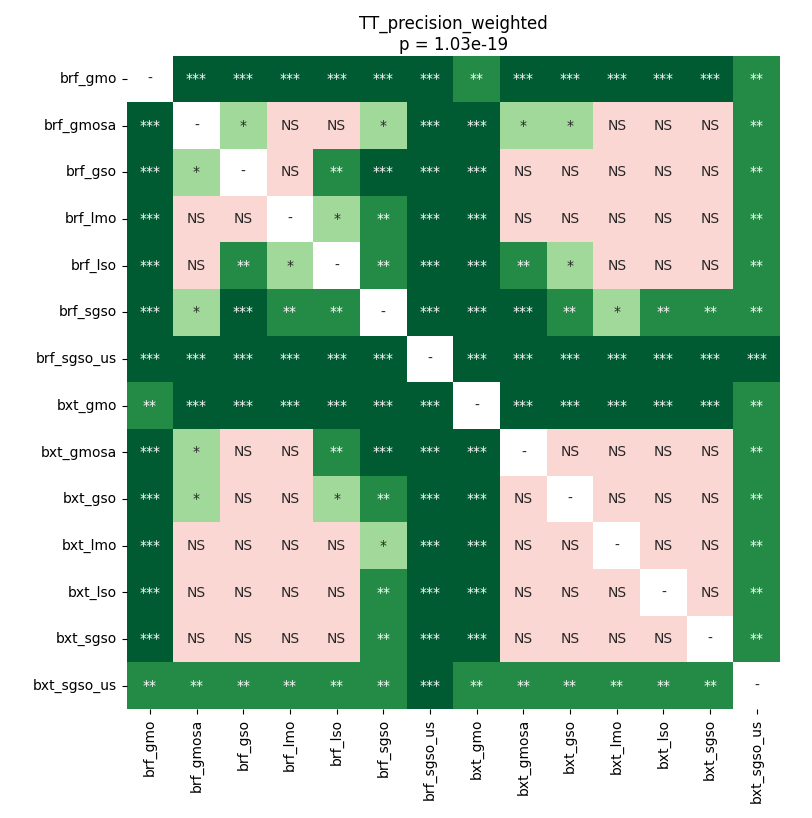 TT_precision_weighted
p = 1.03e-19
brf_gmo - *** *** *** *** *** *** ** *** *** *** *** *** **
brf_gmosa *** - * NS NS * *** *** * * NS NS NS **
brf_gso *** * - NS ** *** *** *** NS NS NS NS NS **
brf_lmo *** NS NS - * ** *** *** NS NS NS NS NS **
brf_lso *** NS ** * - ** *** *** ** * NS NS NS **
brf_sgso *** * *** ** ** - *** *** *** ** * ** ** **
brf_sgso_us *** *** *** *** *** *** - *** *** *** *** *** *** ***
bxt_gmo ** *** *** *** *** *** *** - *** *** *** *** *** **
bxt_gmosa *** * NS NS ** *** *** *** - NS NS NS NS **
bxt_gso *** * NS NS * ** *** *** NS - NS NS NS **
bxt_lmo *** NS NS NS NS * *** *** NS NS - NS NS **
bxt_lso *** NS NS NS NS ** *** *** NS NS NS - NS **
bxt_sgso *** NS NS NS NS ** *** *** NS NS NS NS - **
bxt_sgso_us ** ** ** ** ** ** *** ** ** ** ** ** ** -
brf_gmo brf_gmosa brf_gso brf_lmo brf_lso brf_sgso brf_sgso_us bxt_gmo bxt_gmosa bxt_gso bxt_lmo bxt_lso bxt_sgso bxt_sgso_us